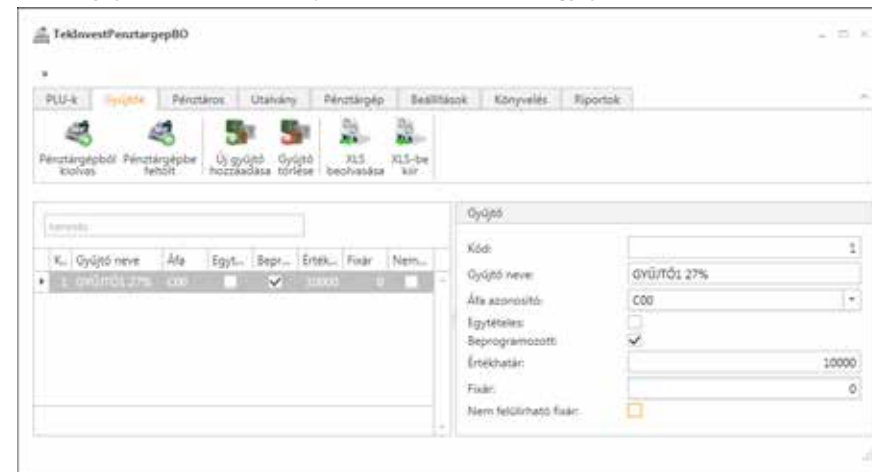 TekInvestPenztargepBO
PLU-k Gyűjtők Pénztáros Utalvány Pénztárgép Beállítások Könyvelés Riportok
Pénztárgépből kiolvas Pénztárgépbe feltölt Új gyűjtő hozzáadása Gyűjtő törlése XLS beolvasása XLS-be kiír
keresés
K... Gyűjtő neve Áfa Egyt... Bepr... Érték... Fixár Nem...
1 GYŰJTŐ1 27% C00 10000 0
Gyűjtő
Kód: 1
Gyűjtő neve: GYŰJTŐ1 27%
Áfa azonosító: C00
Egytételes:
Beprogramozott:
Értékhatár: 10000
Fixár: 0
Nem felülírható fixár: